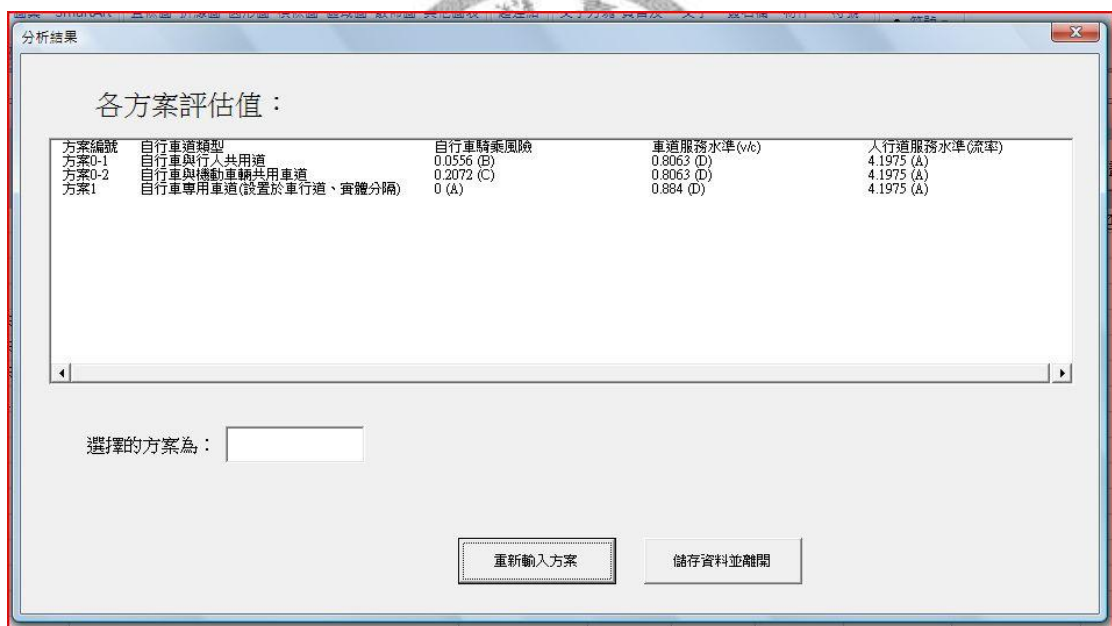 分析結果
各方案評估值：
方案編號 自行車道類型 自行車騎乘風險 車道服務水準(v/c) 人行道服務水準(流率)
方案0-1 自行車與行人共用道 0.0556 (B) 0.8063 (D) 4.1975 (A)
方案0-2 自行車與機動車輛共用車道 0.2072 (C) 0.8063 (D) 4.1975 (A)
方案1 自行車專用車道(設置於車行道、實體分隔) 0 (A) 0.884 (D) 4.1975 (A)
選擇的方案為：
重新輸入方案 儲存資料並離開